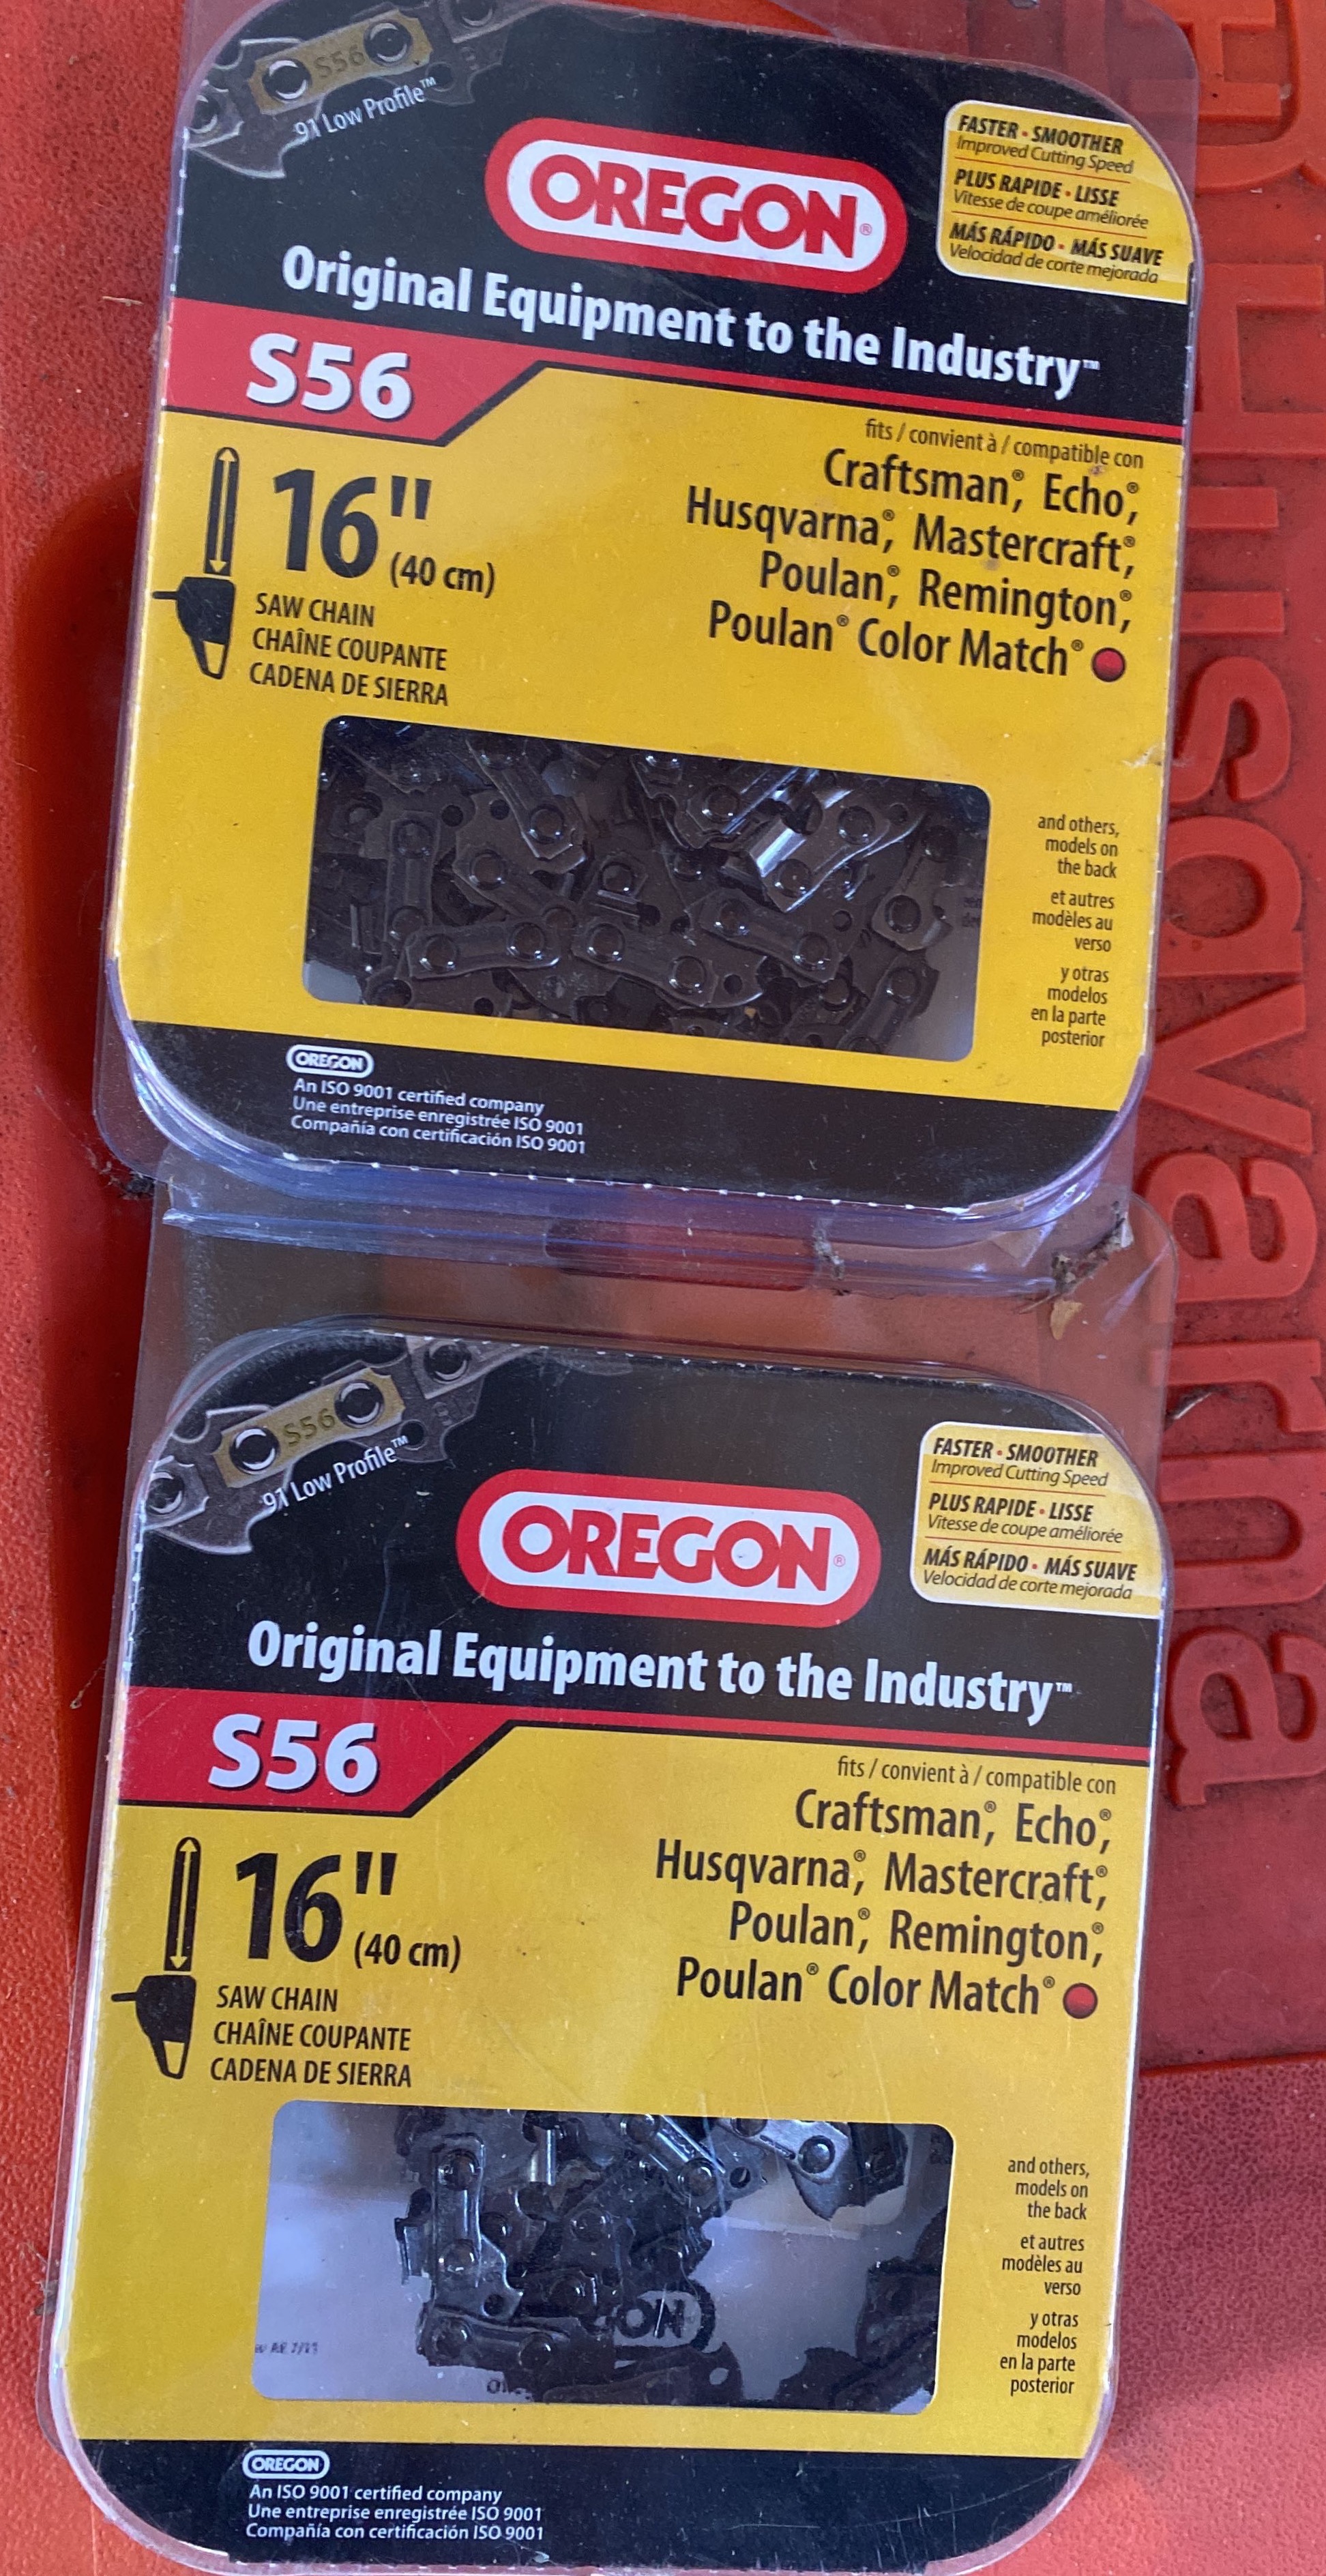 S56
91 Low Profile™
OREGON®
FASTER • SMOOTHER
Improved Cutting Speed
PLUS RAPIDE • LISSE
Vitesse de coupe améliorée
MÁS RÁPIDO • MÁS SUAVE
Velocidad de corte mejorada
Original Equipment to the Industry™
S56
fits / convient à / compatible con
Craftsman®, Echo®,
Husqvarna®, Mastercraft®,
Poulan®, Remington®,
Poulan® Color Match®
16"
(40 cm)
SAW CHAIN
CHAÎNE COUPANTE
CADENA DE SIERRA
and others,
models on
the back
et autres
modèles au
verso
y otras
modelos
en la parte
posterior
OREGON
An ISO 9001 certified company
Une entreprise enregistrée ISO 9001
Compañía con certificación ISO 9001
S56
91 Low Profile™
OREGON®
FASTER • SMOOTHER
Improved Cutting Speed
PLUS RAPIDE • LISSE
Vitesse de coupe améliorée
MÁS RÁPIDO • MÁS SUAVE
Velocidad de corte mejorada
Original Equipment to the Industry™
S56
fits / convient à / compatible con
Craftsman®, Echo®,
Husqvarna®, Mastercraft®,
Poulan®, Remington®,
Poulan® Color Match®
16"
(40 cm)
SAW CHAIN
CHAÎNE COUPANTE
CADENA DE SIERRA
and others,
models on
the back
et autres
modèles au
verso
y otras
modelos
en la parte
posterior
ON
OREGON
An ISO 9001 certified company
Une entreprise enregistrée ISO 9001
Compañía con certificación ISO 9001
Husqvarna